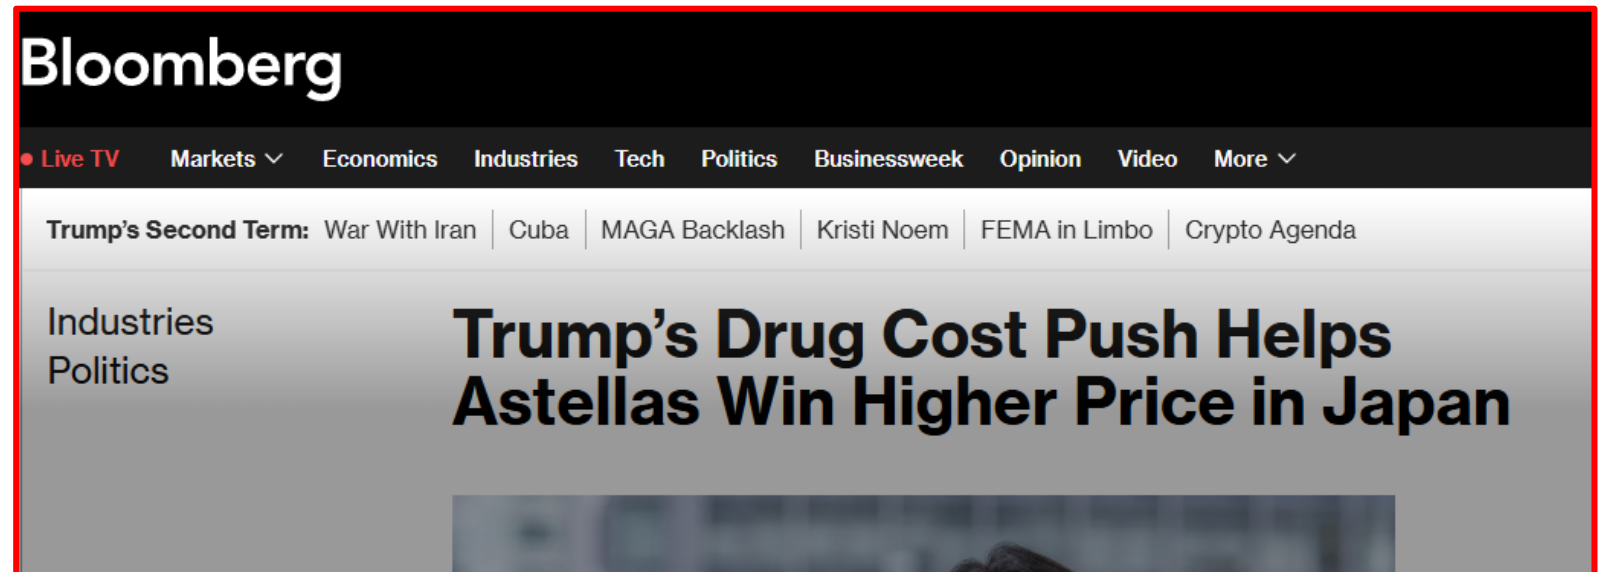 Bloomberg
Live TV Markets Economics Industries Tech Politics Businessweek Opinion Video More
Trump’s Second Term: War With Iran Cuba MAGA Backlash Kristi Noem FEMA in Limbo Crypto Agenda
Industries
Politics
Trump’s Drug Cost Push Helps
Astellas Win Higher Price in Japan